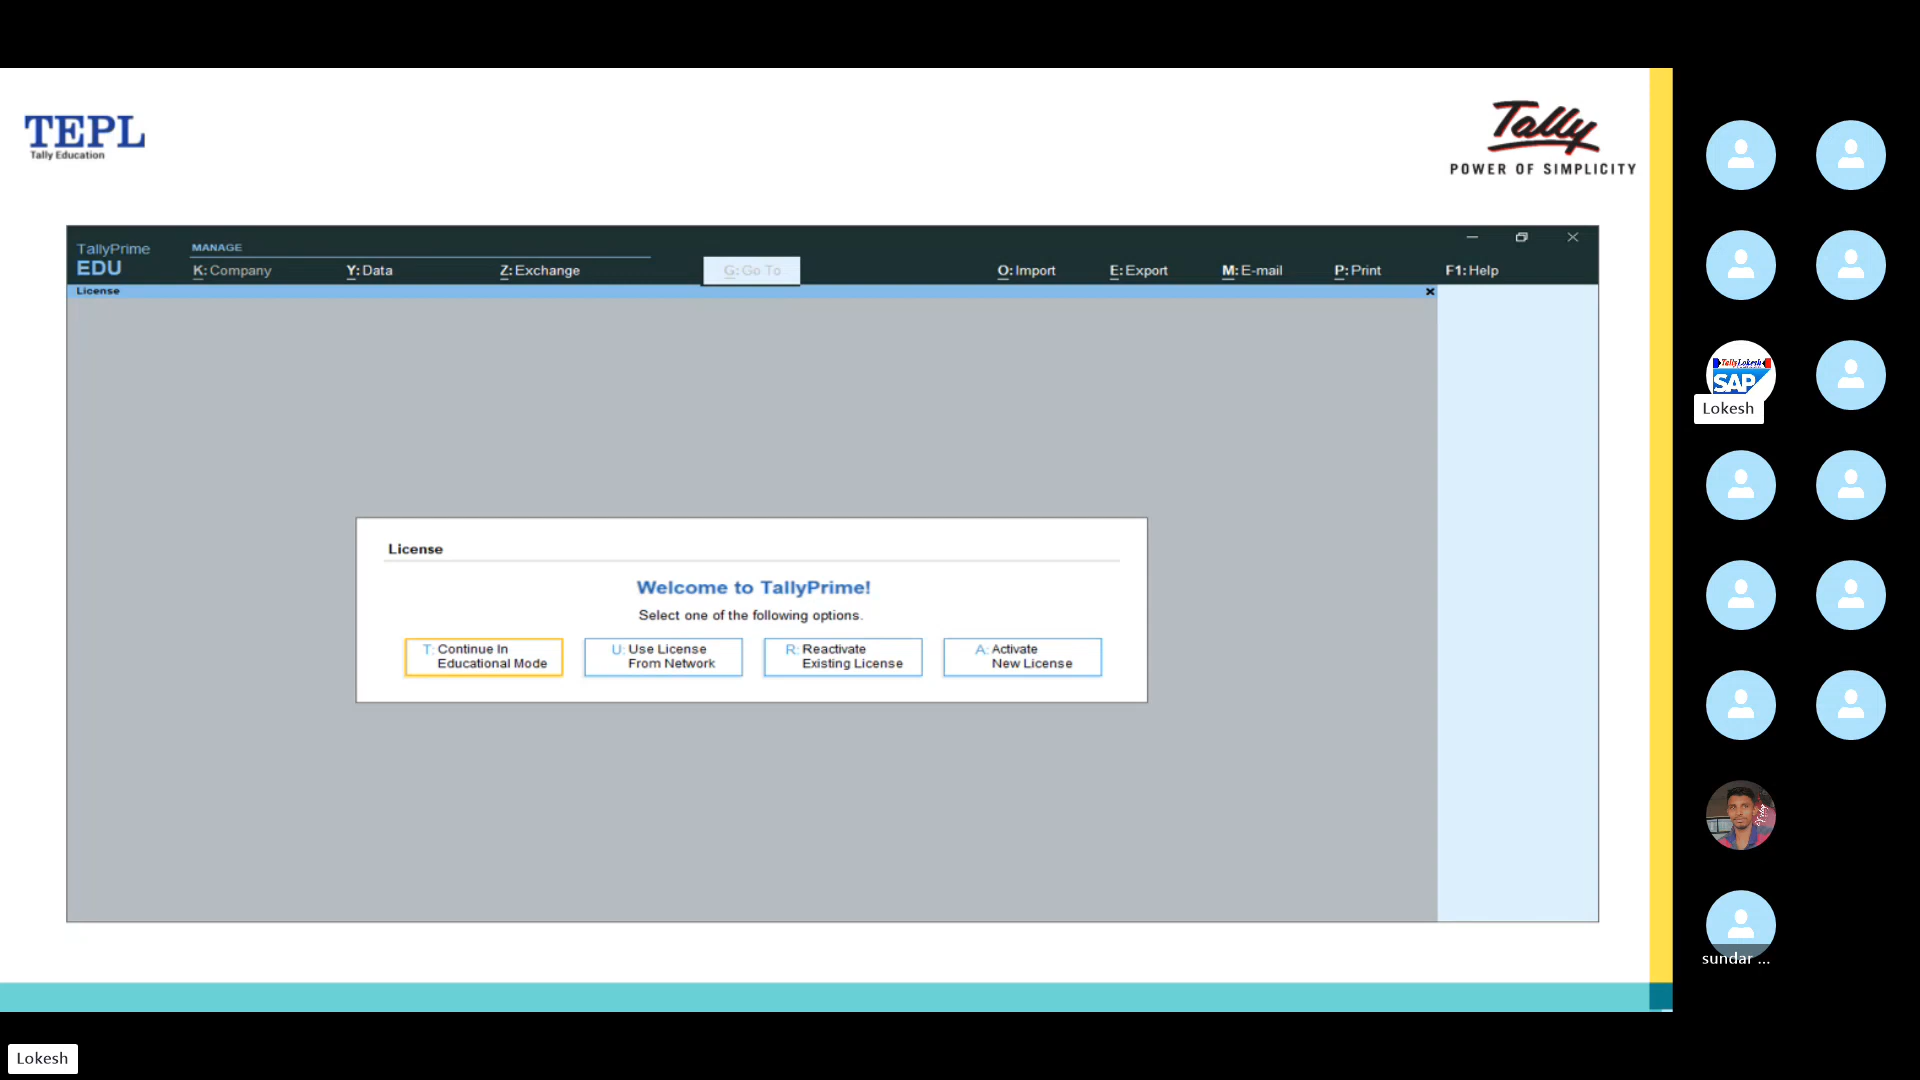 TEPL
Tally Education
Tally
POWER OF SIMPLICITY
TallyPrime
EDU
MANAGE
K: Company Y: Data Z: Exchange G: Go To O: Import E: Export M: E-mail P: Print F1: Help
License
License
Welcome to TallyPrime!
Select one of the following options.
T: Continue In
Educational Mode
U: Use License
From Network
R: Reactivate
Existing License
A: Activate
New License
TallyLokesh
SAP
Lokesh
sundar ...
Lokesh